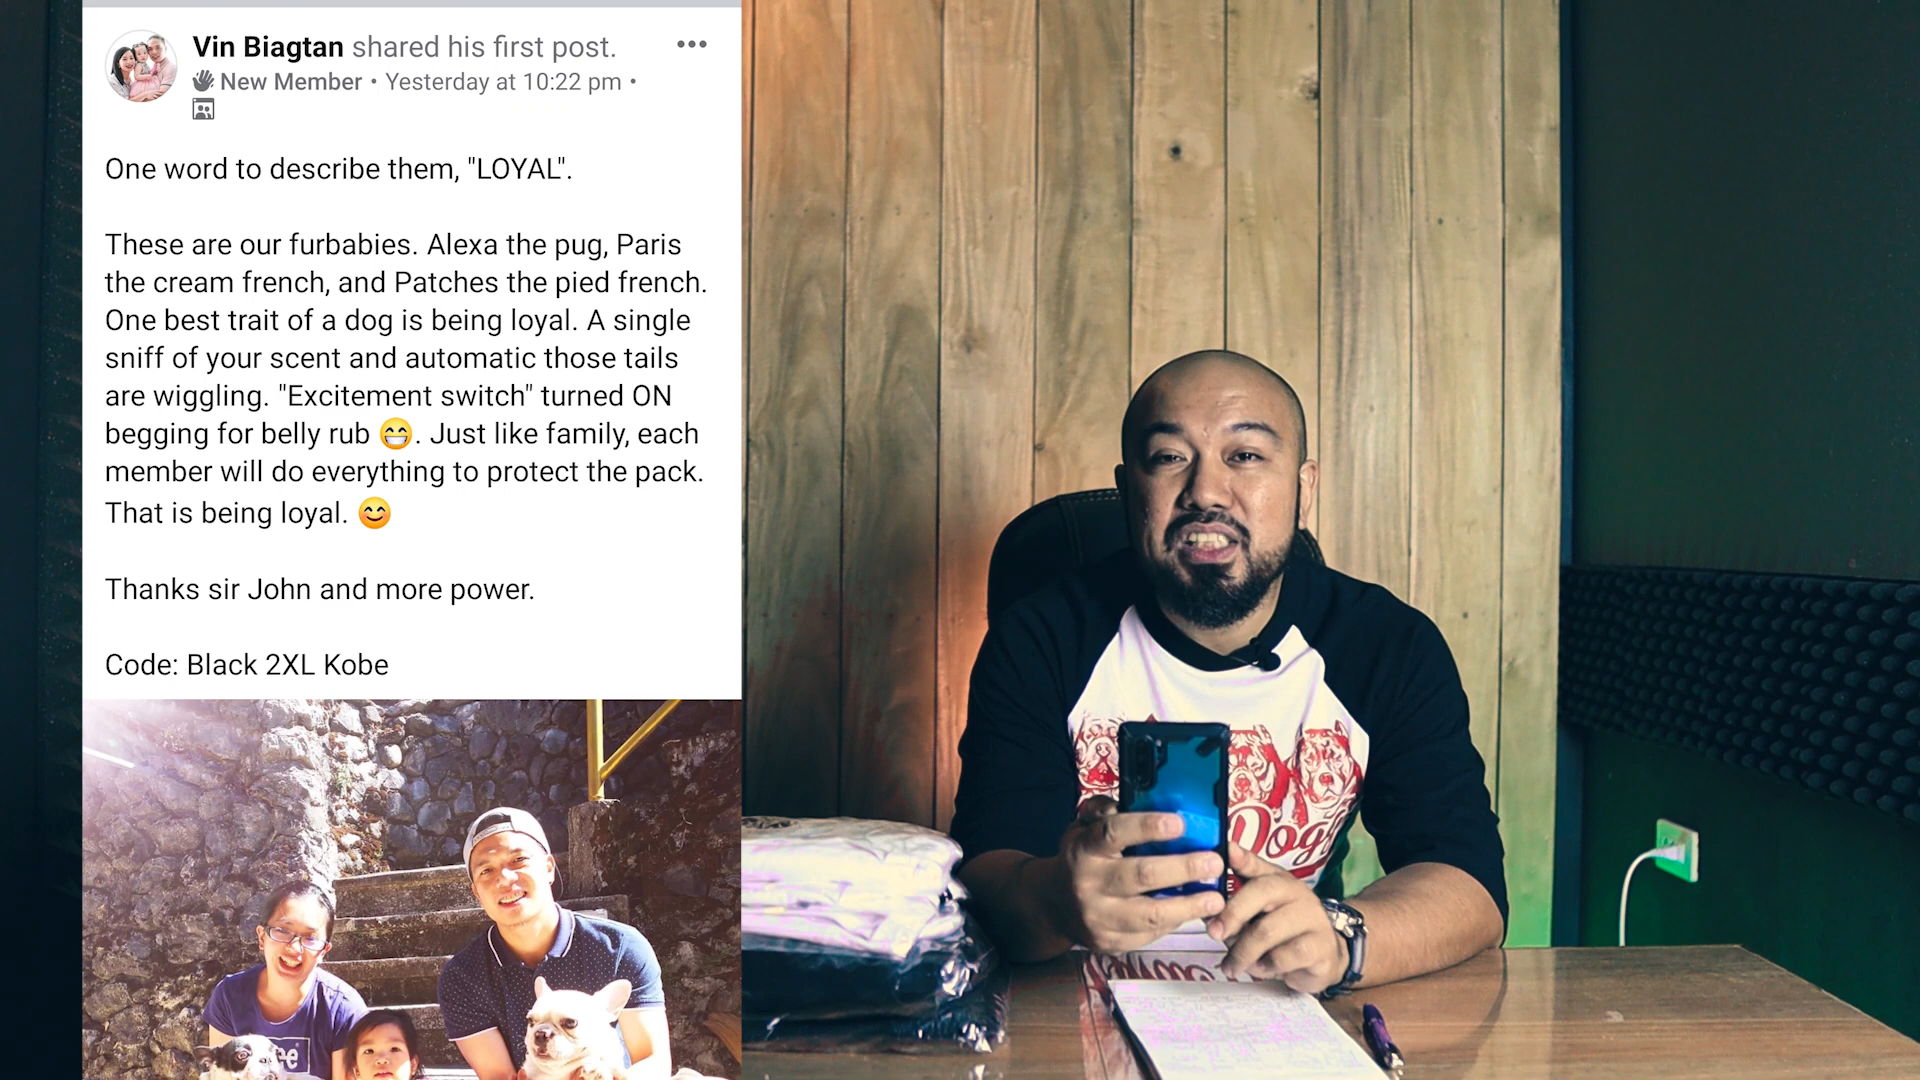 Vin Biagtan shared his first post.
New Member • Yesterday at 10:22 pm •
One word to describe them, "LOYAL".
These are our furbabies. Alexa the pug, Paris
the cream french, and Patches the pied french.
One best trait of a dog is being loyal. A single
sniff of your scent and automatic those tails
are wiggling. "Excitement switch" turned ON
begging for belly rub 😁. Just like family, each
member will do everything to protect the pack.
That is being loyal. 😊
Thanks sir John and more power.
Code: Black 2XL Kobe